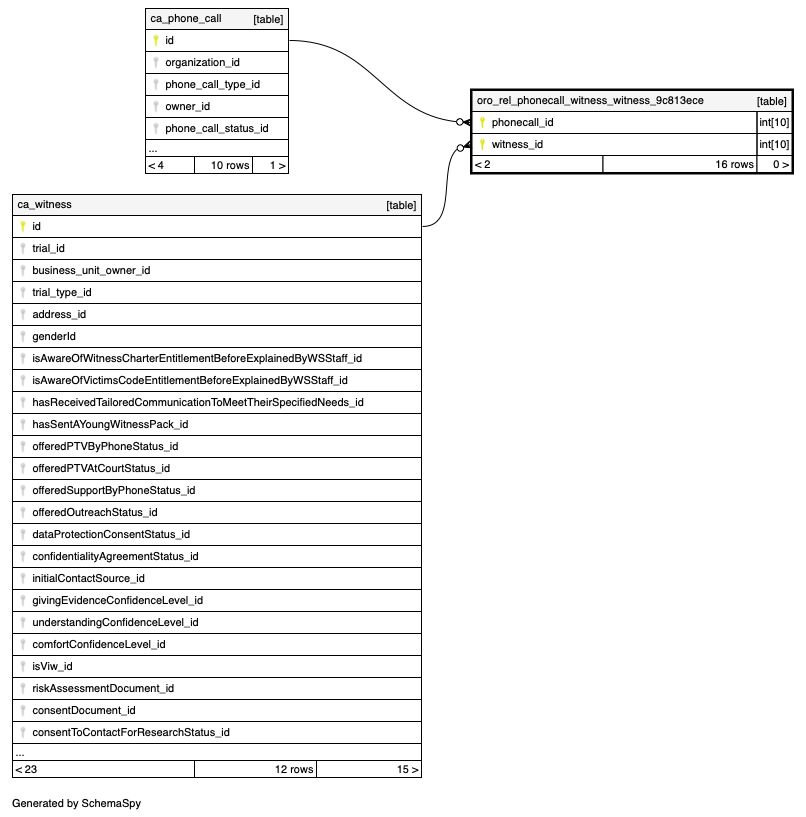 ca_phone_call [table]
id
organization_id
phone_call_type_id
owner_id
phone_call_status_id
...
< 4 10 rows 1 >
oro_rel_phonecall_witness_witness_9c813ece [table]
phonecall_id int[10]
witness_id int[10]
< 2 16 rows 0 >
ca_witness [table]
id
trial_id
business_unit_owner_id
trial_type_id
address_id
genderId
isAwareOfWitnessCharterEntitlementBeforeExplainedByWSStaff_id
isAwareOfVictimsCodeEntitlementBeforeExplainedByWSStaff_id
hasReceivedTailoredCommunicationToMeetTheirSpecifiedNeeds_id
hasSentAYoungWitnessPack_id
offeredPTVByPhoneStatus_id
offeredPTVAtCourtStatus_id
offeredSupportByPhoneStatus_id
offeredOutreachStatus_id
dataProtectionConsentStatus_id
confidentialityAgreementStatus_id
initialContactSource_id
givingEvidenceConfidenceLevel_id
understandingConfidenceLevel_id
comfortConfidenceLevel_id
isViw_id
riskAssessmentDocument_id
consentDocument_id
consentToContactForResearchStatus_id
...
< 23 12 rows 15 >
Generated by SchemaSpy